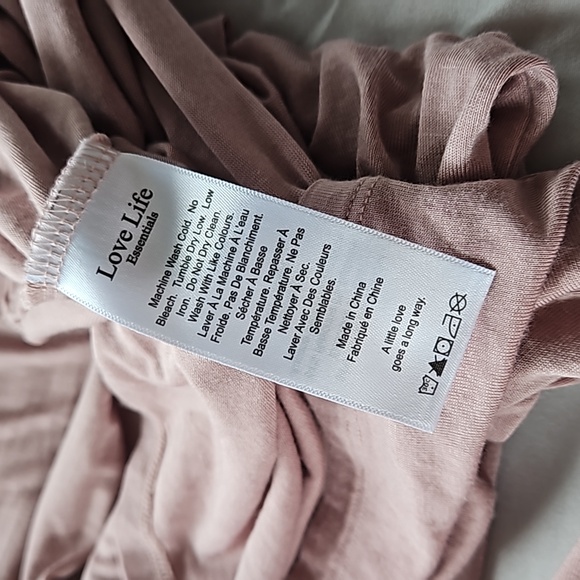 Love Life
Essentials
Machine Wash Cold. No
Bleach. Tumble Dry Low. Low
Iron. Do Not Dry Clean.
Wash With Like Colours.
Laver À La Machine À L'eau
Froide. Pas De Blanchiment.
Sécher À Basse
Température. Repasser À
Basse Température. Ne Pas
Nettoyer À Sec.
Laver Avec Des Couleurs
Semblables.
Made in China
Fabriqué en Chine
A little love
goes a long way.